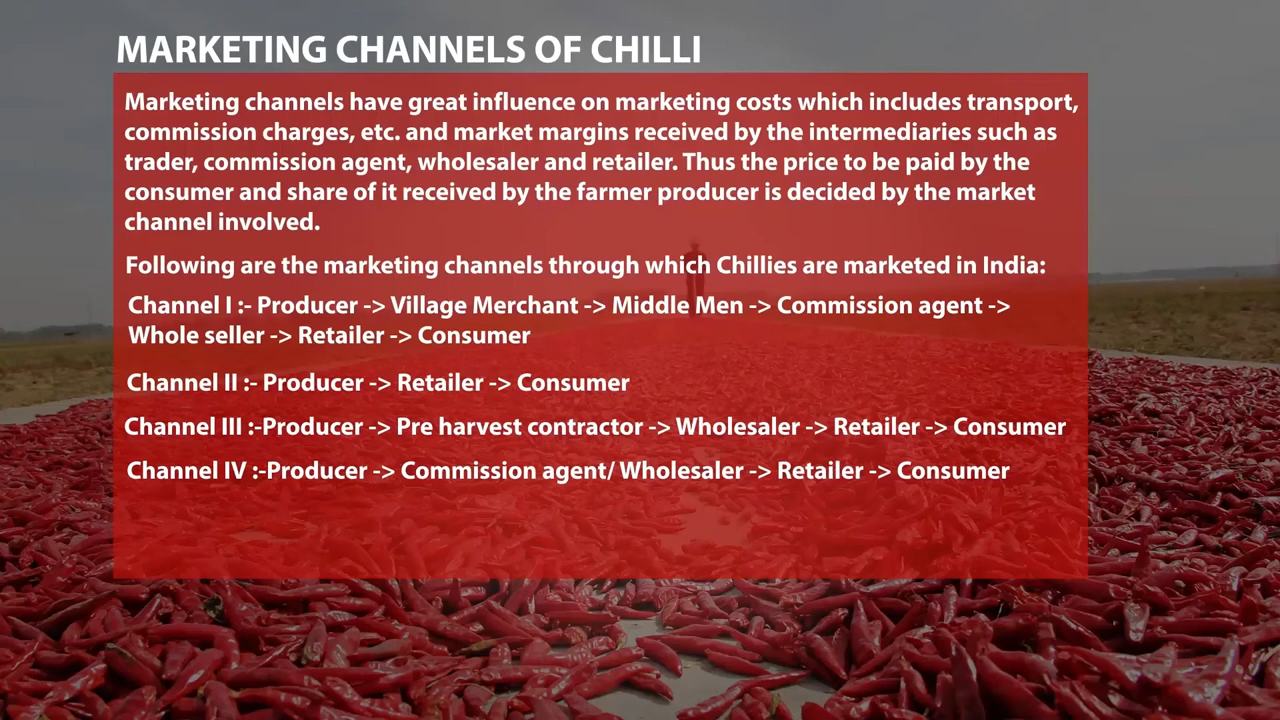 MARKETING CHANNELS OF CHILLI
Marketing channels have great influence on marketing costs which includes transport,
commission charges, etc. and market margins received by the intermediaries such as
trader, commission agent, wholesaler and retailer. Thus the price to be paid by the
consumer and share of it received by the farmer producer is decided by the market
channel involved.
Following are the marketing channels through which Chillies are marketed in India:
Channel I :- Producer -> Village Merchant -> Middle Men -> Commission agent ->
Whole seller -> Retailer -> Consumer
Channel II :- Producer -> Retailer -> Consumer
Channel III :-Producer -> Pre harvest contractor -> Wholesaler -> Retailer -> Consumer
Channel IV :-Producer -> Commission agent/ Wholesaler -> Retailer -> Consumer